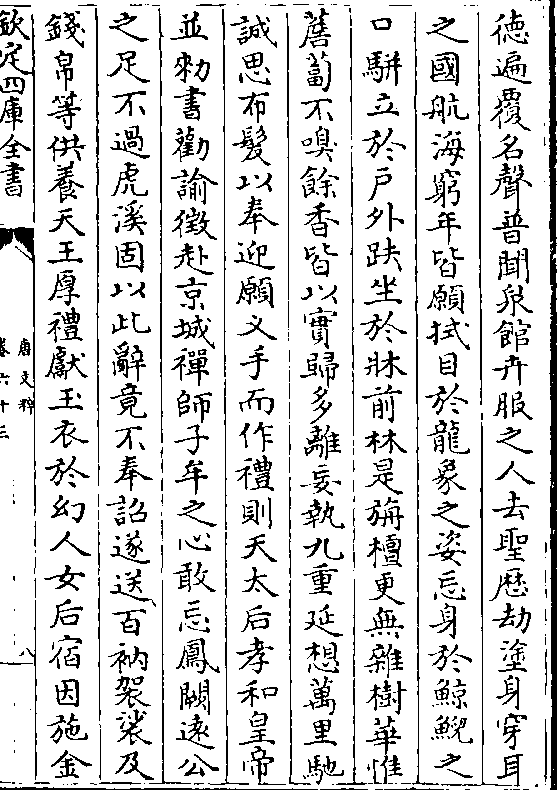 德遍覆名聲普聞泉館卉服之人去聖歷劫塗身穿耳
之國航海窮年皆願拭目於龍象之姿忘身於鯨鯢之
口駢立於戶外趺坐於牀前林是旃檀更無雜樹華惟
薝蔔不嗅餘香皆以實歸多離妄執九重延想萬里馳
誠思布髮以奉迎願叉手而作禮則天太后孝和皇帝
並勑書勸諭徵赴京城禪師子牟之心敢忘鳳闕遠公
之足不過虎溪固以此辭竟不奉詔遂送百衲袈裟及
錢帛等供養天王厚禮獻玉衣於幻人女后宿因施金
欽定四庫全書
唐文粹
卷六十三
八